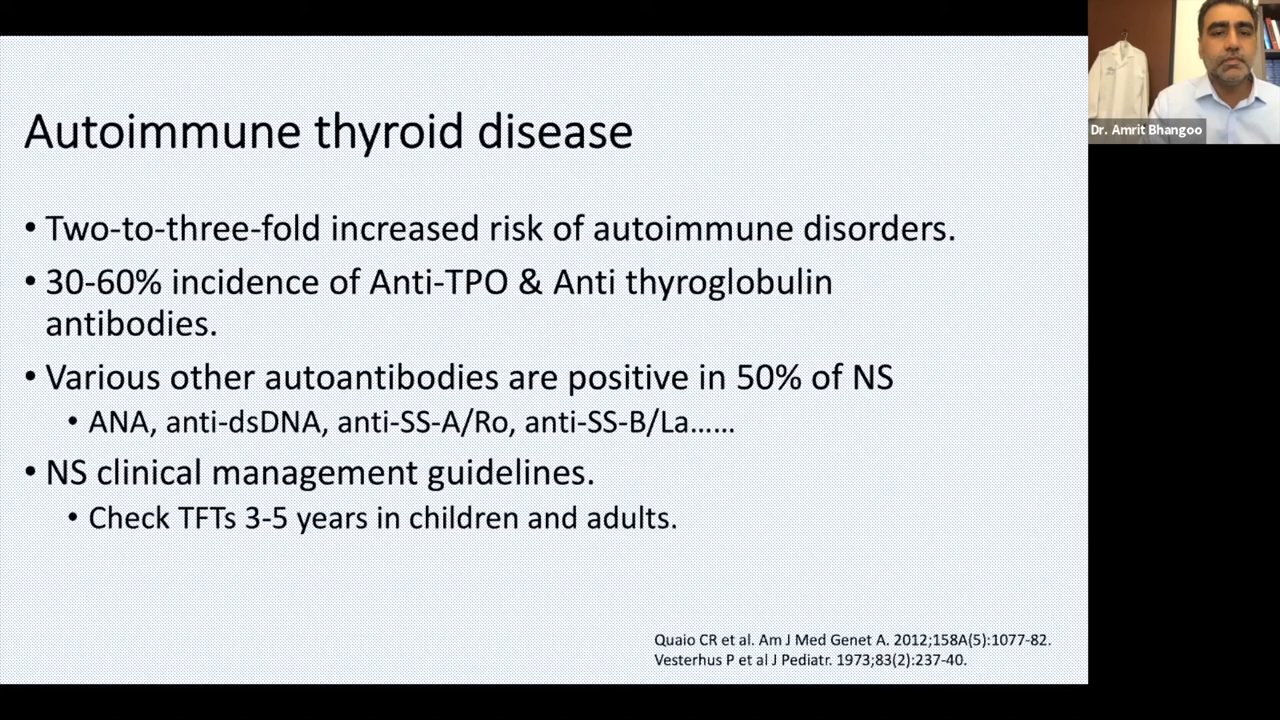 Autoimmune thyroid disease
• Two-to-three-fold increased risk of autoimmune disorders.
• 30-60% incidence of Anti-TPO & Anti thyroglobulin
antibodies.
• Various other autoantibodies are positive in 50% of NS
• ANA, anti-dsDNA, anti-SS-A/Ro, anti-SS-B/La......
• NS clinical management guidelines.
• Check TFTs 3-5 years in children and adults.
Quaio CR et al. Am J Med Genet A. 2012;158A(5):1077-82.
Vesterhus P et al J Pediatr. 1973;83(2):237-40.
Dr. Amrit Bhangoo